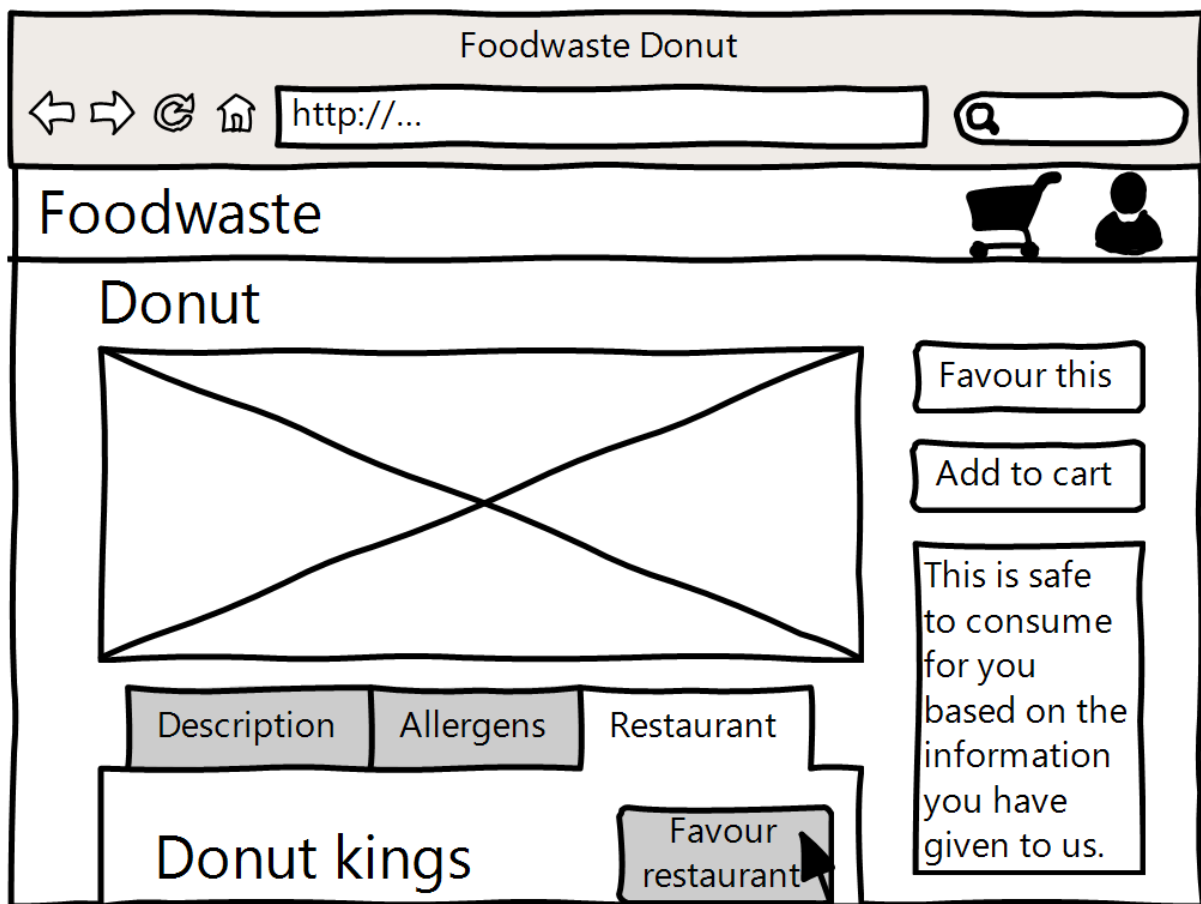 Foodwaste Donut
http://...
Foodwaste
Donut
Favour this
Add to cart
This is safe
to consume
for you
based on the
information
you have
given to us.
Description
Allergens
Restaurant
Donut kings
Favour
restaurant